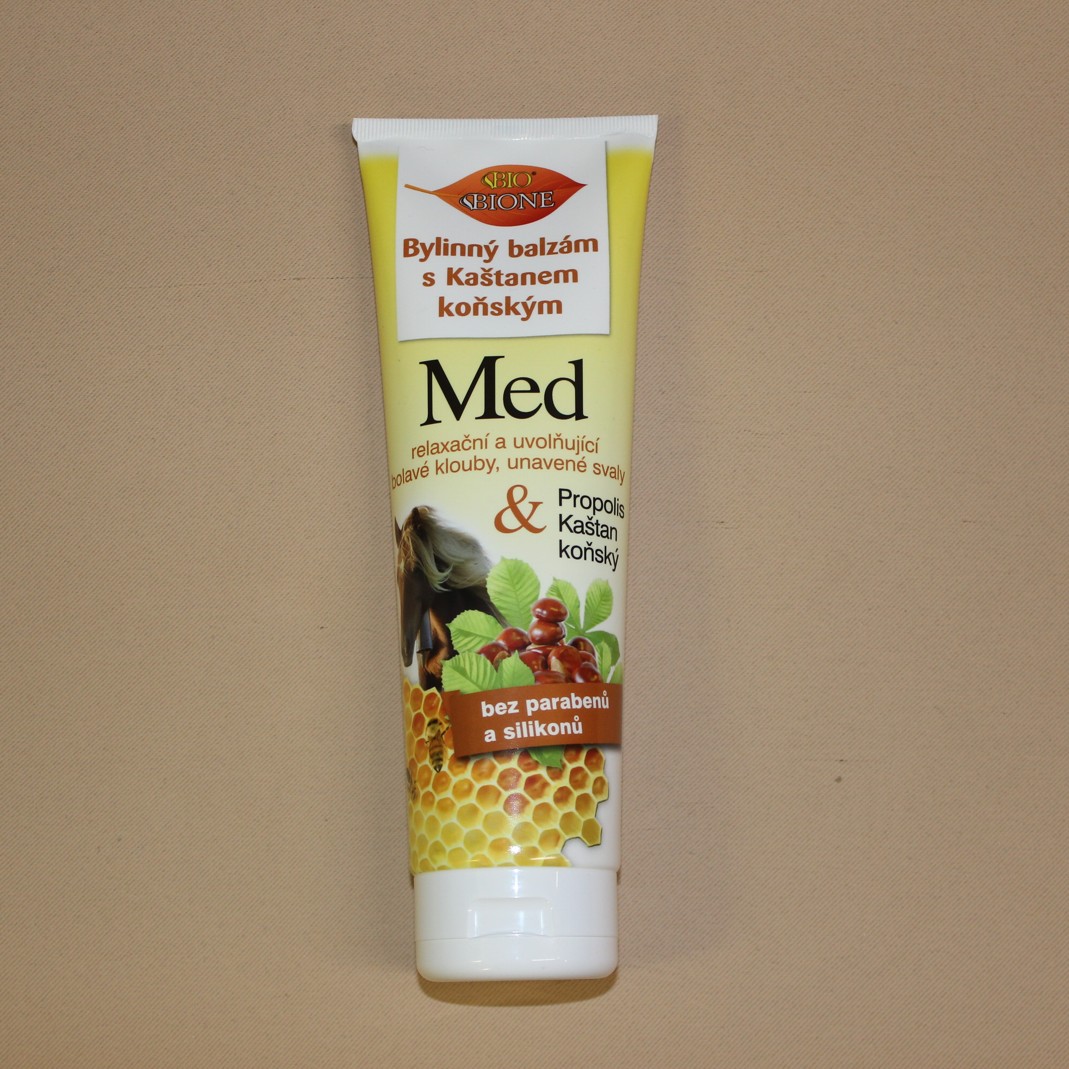 BIO
BIONE
Bylinný balzám
s Kaštanem
koňským
Med
relaxační a uvolňující
bolavé klouby, unavené svaly
& Propolis
Kaštan
koňský
bez parabenů
a silikonů